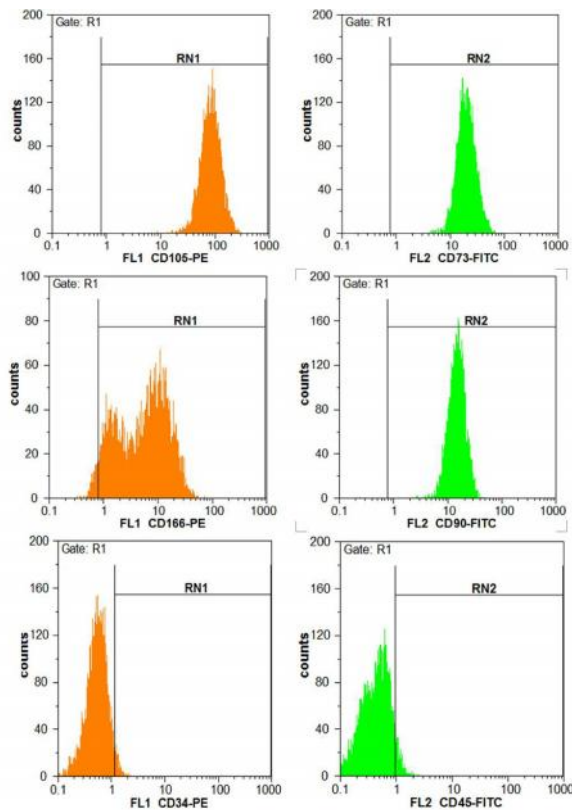 Gate: R1
RN1
200
160
120
80
40
0
counts
0.1 1 10 100 1000
FL1 CD105-PE
Gate: R1
RN2
200
160
120
80
40
0
counts
0.1 1 10 100 1000
FL2 CD73-FITC
Gate: R1
RN1
100
80
60
40
20
0
counts
0.1 1 10 100 1000
FL1 CD166-PE
Gate: R1
RN2
200
160
120
80
40
0
counts
0.1 1 10 100 1000
FL2 CD90-FITC
Gate: R1
RN1
200
160
120
80
40
0
counts
0.1 1 10 100 1000
FL1 CD34-PE
Gate: R1
RN2
200
160
120
80
40
0
counts
0.1 1 10 100 1000
FL2 CD45-FITC